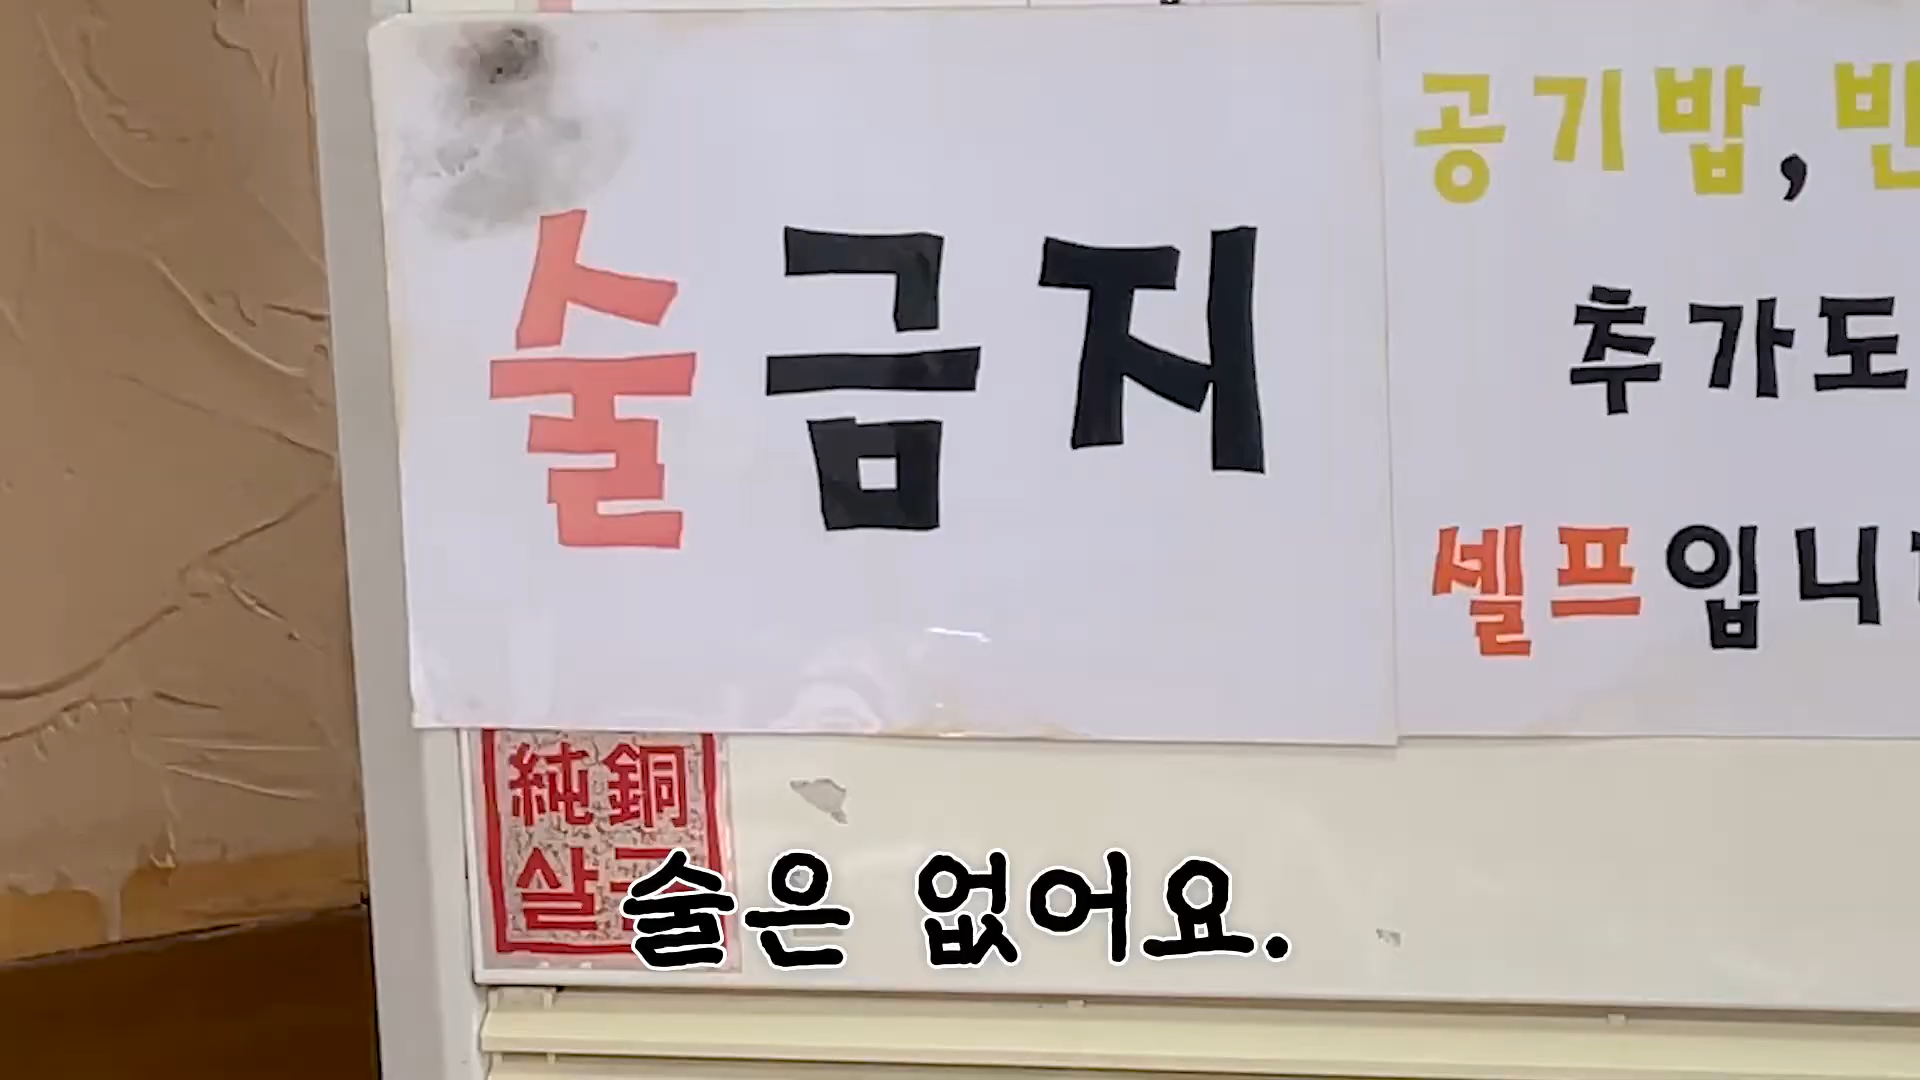 술금지
공기밥,
추가도
셀프입니
純銅
살
술은 없어요.